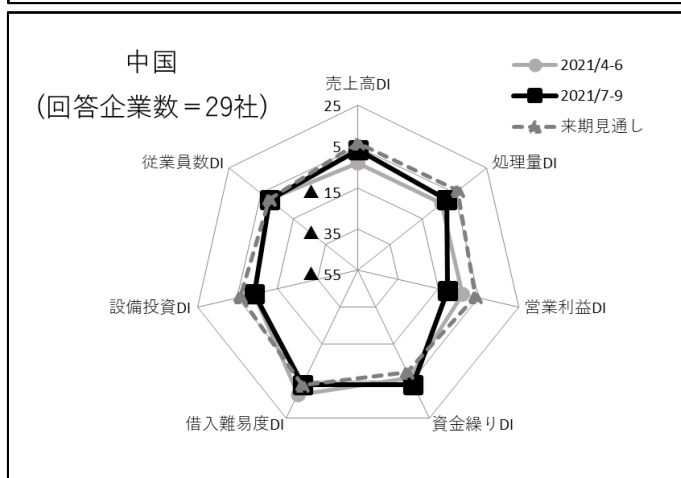 中国
(回答企業数＝29社)
2021/4-6
2021/7-9
来期見通し
売上高DI
処理量DI
営業利益DI
資金繰りDI
借入難易度DI
設備投資DI
従業員数DI
25
5
▲ 15
▲ 35
▲ 55